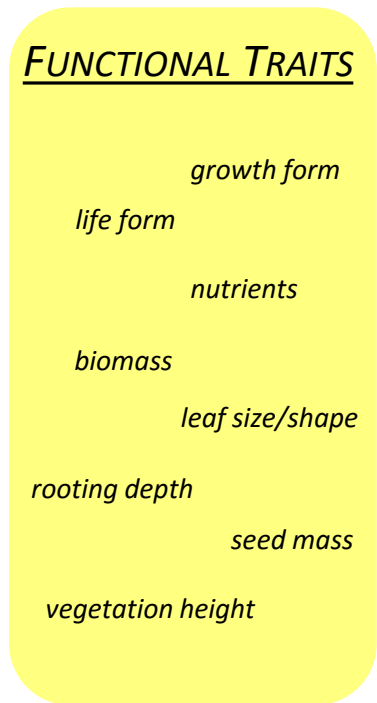 FUNCTIONAL TRAITS
growth form
life form
nutrients
biomass
leaf size/shape
rooting depth
seed mass
vegetation height